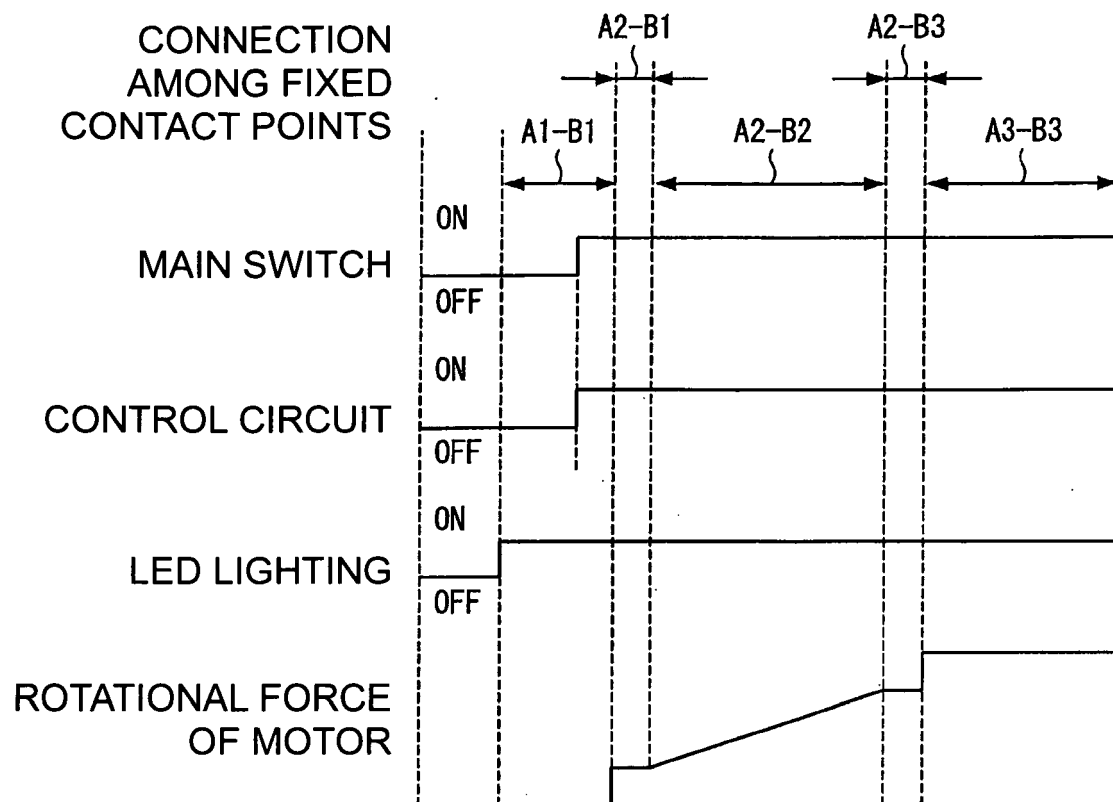 CONNECTION
AMONG FIXED
CONTACT POINTS
A2-B1
A2-B3
A1-B1
A2-B2
A3-B3
MAIN SWITCH
ON
OFF
CONTROL CIRCUIT
ON
OFF
LED LIGHTING
ON
OFF
ROTATIONAL FORCE
OF MOTOR